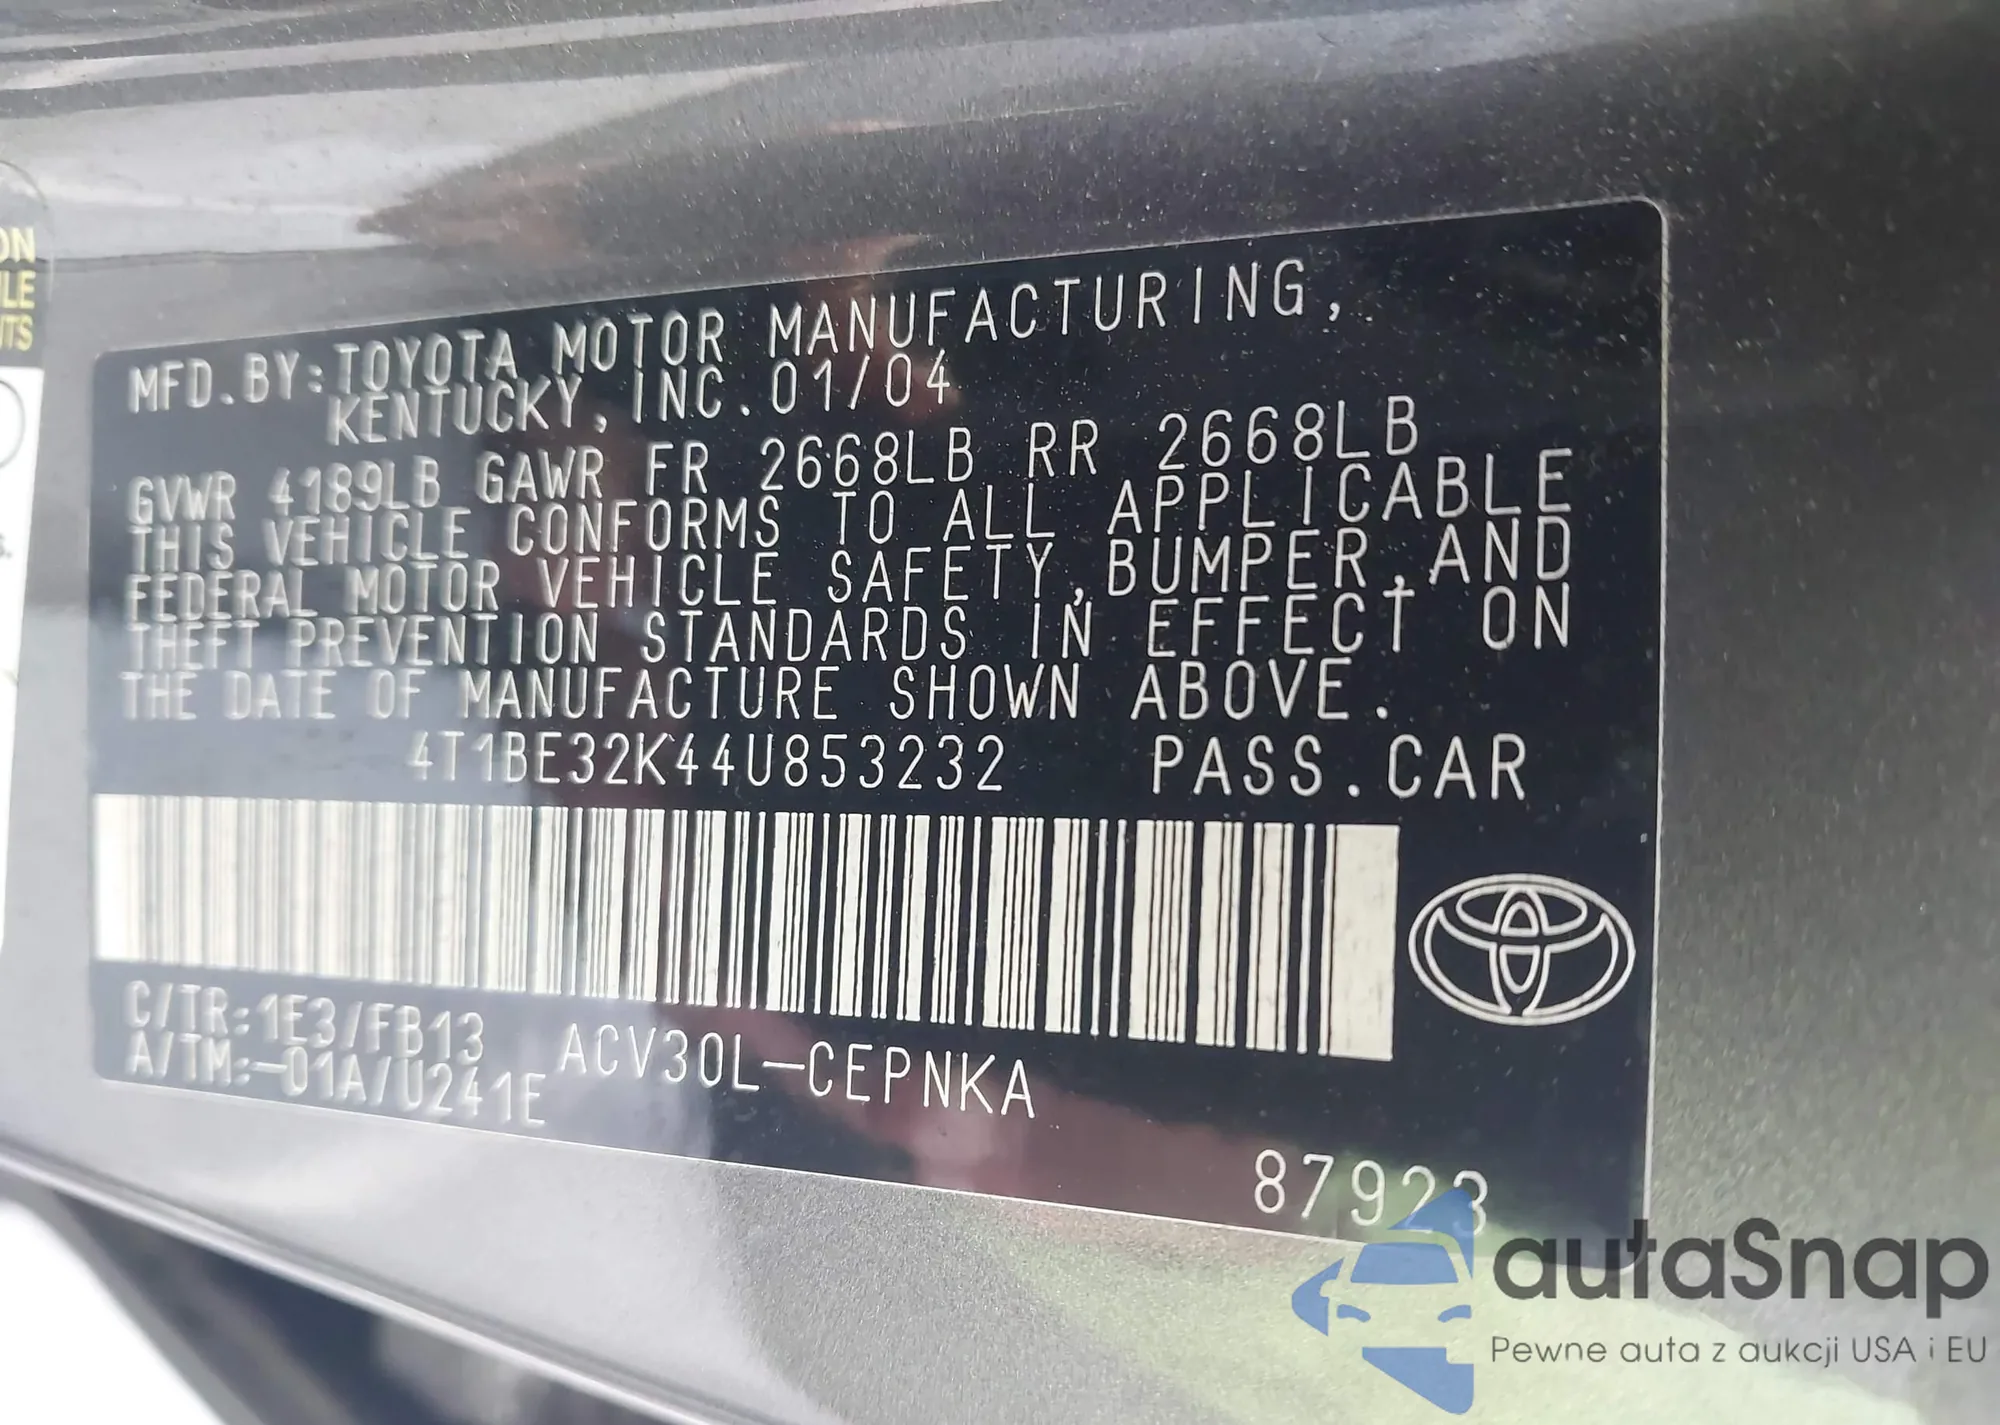 ON
LE
TS
s.
MFD.BY:TOYOTA MOTOR MANUFACTURING,
KENTUCKY, INC.01/04
GVWR 4189LB GAWR FR 2668LB RR 2668LB
THIS VEHICLE CONFORMS TO ALL APPLICABLE
FEDERAL MOTOR VEHICLE SAFETY,BUMPER,AND
THEFT PREVENTION STANDARDS IN EFFECT ON
THE DATE OF MANUFACTURE SHOWN ABOVE.
4T1BE32K44U853232 PASS.CAR
C/TR:1E3/FB13 ACV30L-CEPNKA
A/TM:-01A/U241E
87923
autaSnap
Pewne auta z aukcji USA i EU